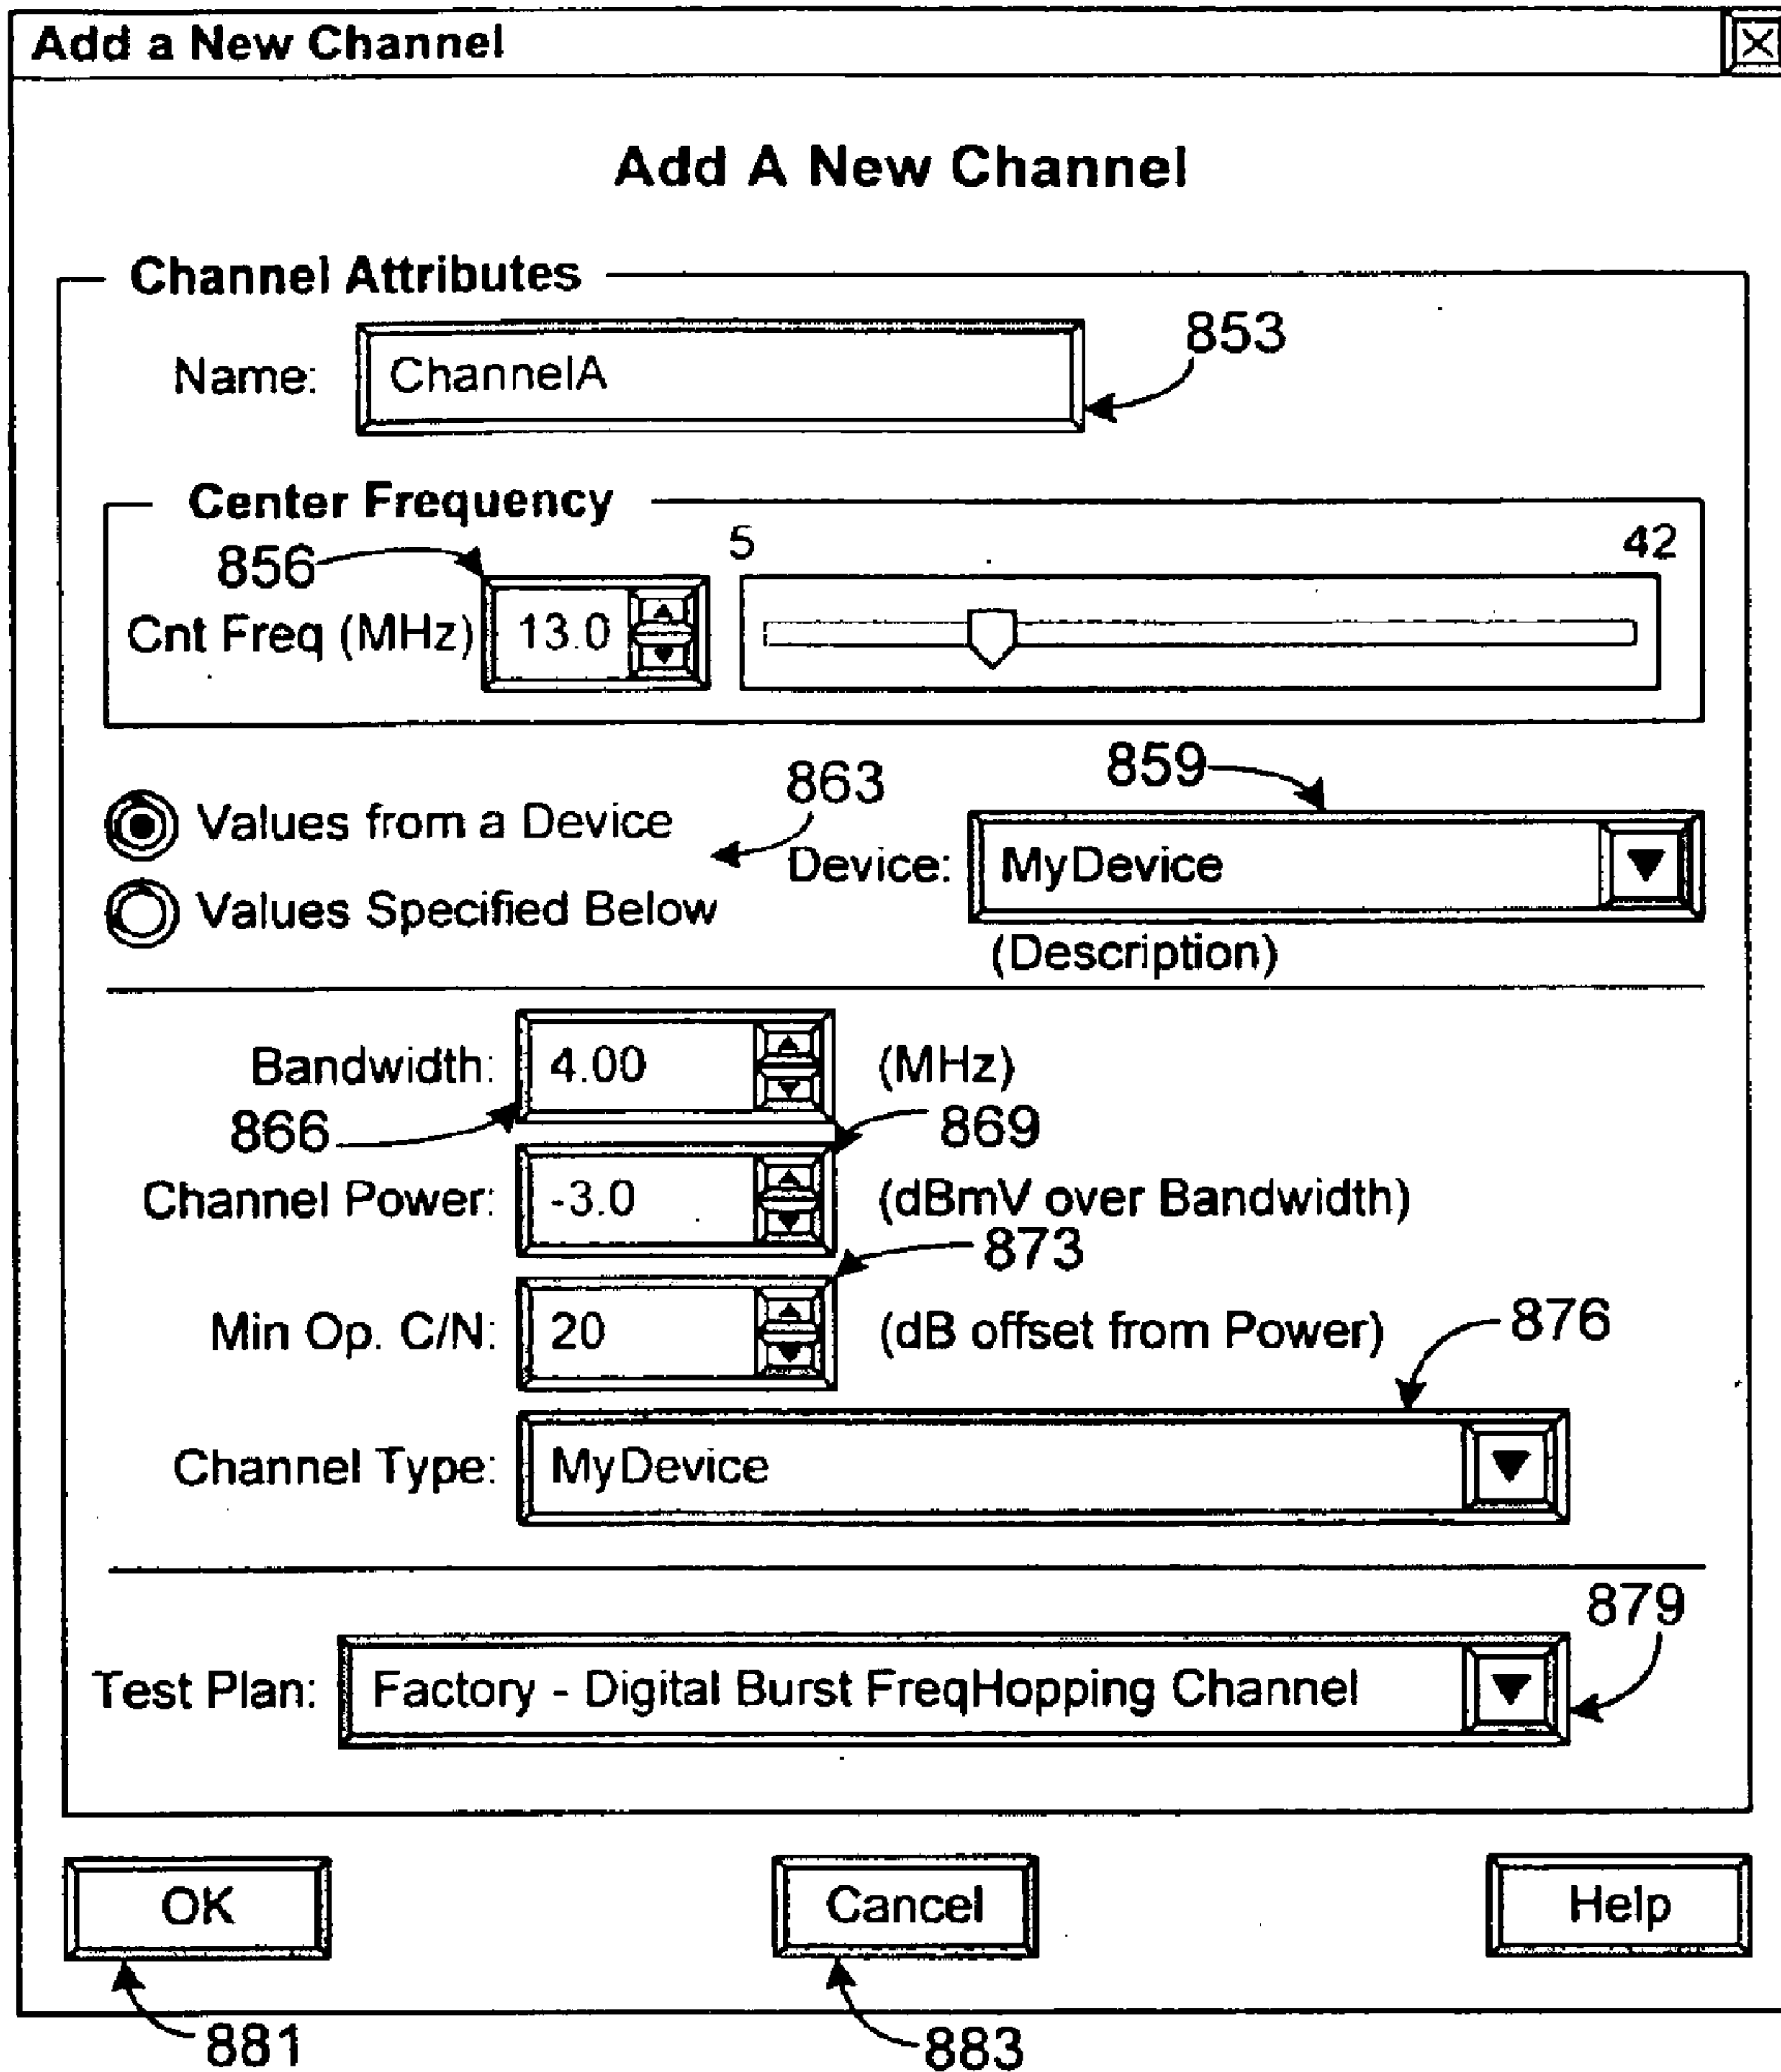 Add a New Channel
Add A New Channel
Channel Attributes
853
Name: ChannelA
Center Frequency
856
5 42
Cnt Freq (MHz) 13.0
863 859
Values from a Device
Device: MyDevice
Values Specified Below
(Description)
Bandwidth: 4.00 (MHz)
866 869
Channel Power: -3.0 (dBmV over Bandwidth)
873
Min Op. C/N: 20 (dB offset from Power)
876
Channel Type: MyDevice
879
Test Plan: Factory - Digital Burst FreqHopping Channel
OK Cancel Help
881 883